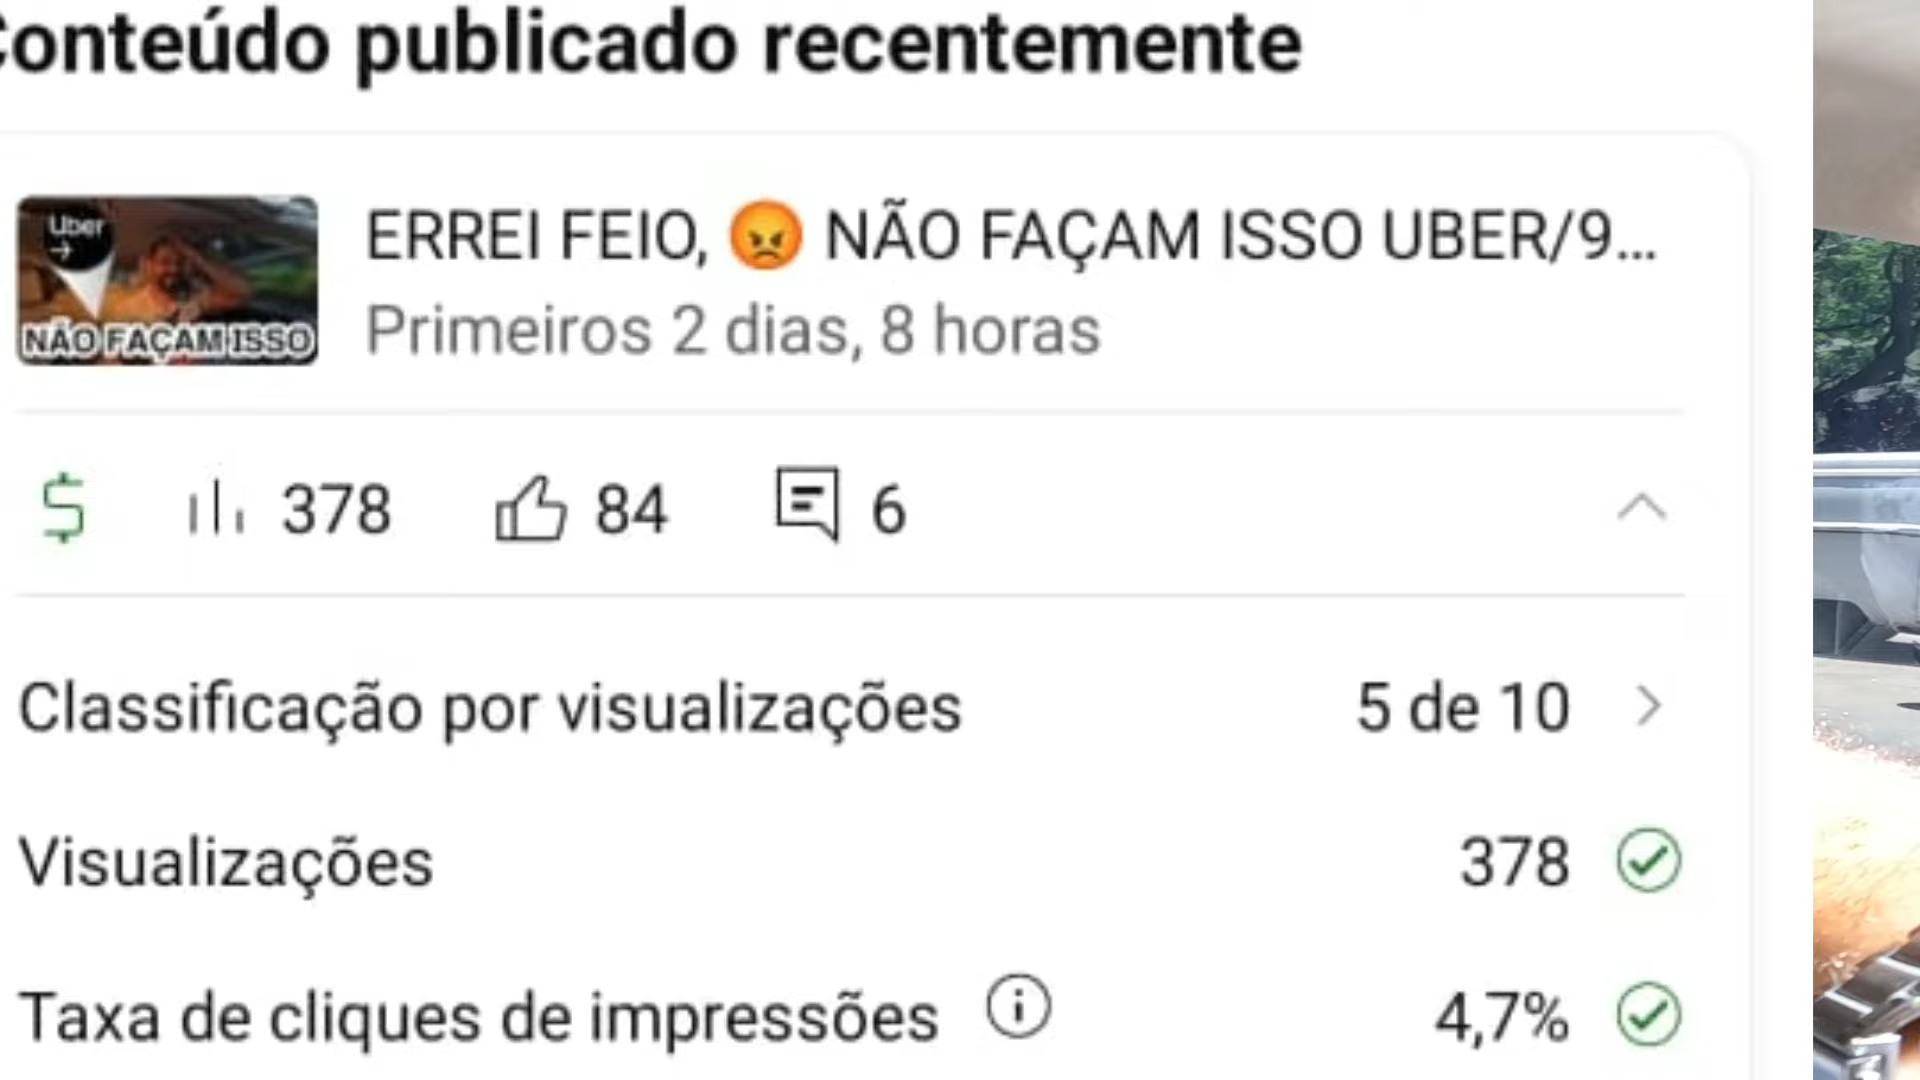 Conteúdo publicado recentemente
Uber
NÃO FAÇAM ISSO
ERREI FEIO, 😡 NÃO FAÇAM ISSO UBER/9...
Primeiros 2 dias, 8 horas
$ 378 84 6
Classificação por visualizações 5 de 10
Visualizações 378
Taxa de cliques de impressões 4,7%